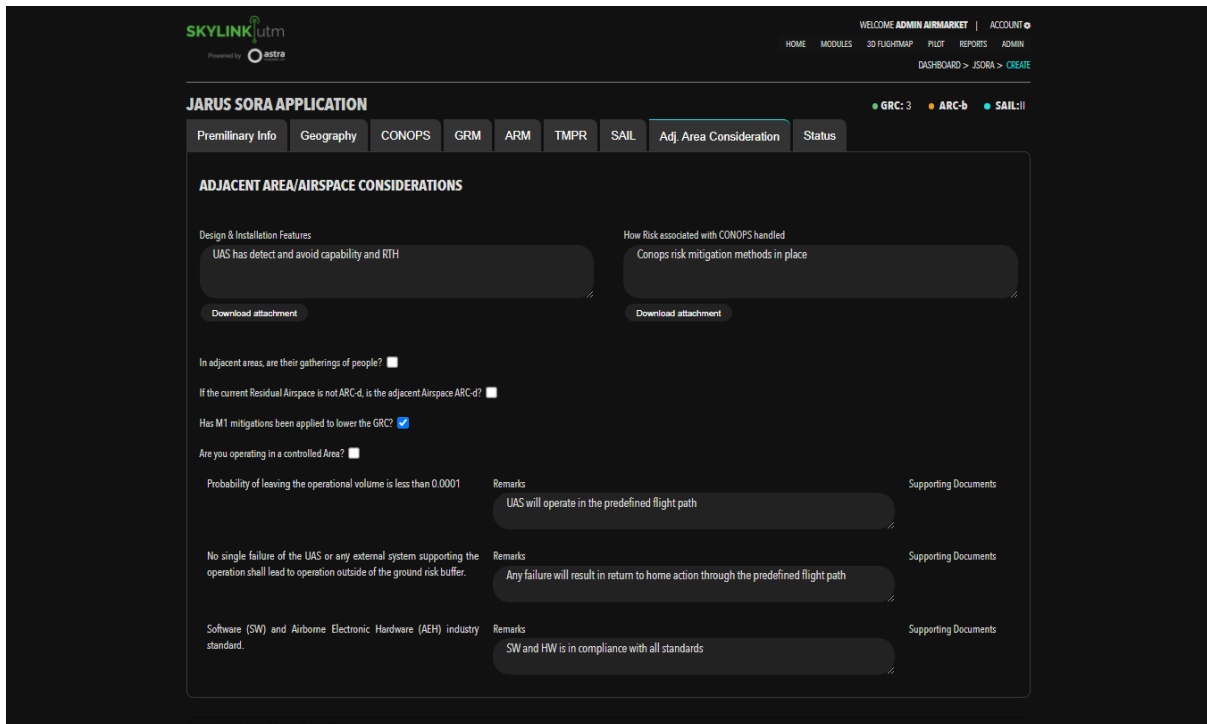 SKYLINK utm
Powered by astra
WELCOME ADMIN AIRMARKET | ACCOUNT
HOME MODULES 3D FLIGHTMAP PILOT REPORTS ADMIN
DASHBOARD > JSORA > CREATE
JARUS SORA APPLICATION
GRC: 3 ARC-b SAIL:II
Premilinary Info Geography CONOPS GRM ARM TMPR SAIL Adj. Area Consideration Status
ADJACENT AREA/AIRSPACE CONSIDERATIONS
Design & Installation Features
UAS has detect and avoid capability and RTH
Download attachment
How Risk associated with CONOPS handled
Conops risk mitigation methods in place
Download attachment
In adjacent areas, are their gatherings of people?
If the current Residual Airspace is not ARC-d, is the adjacent Airspace ARC-d?
Has M1 mitigations been applied to lower the GRC?
Are you operating in a controlled Area?
Probability of leaving the operational volume is less than 0.0001
Remarks
UAS will operate in the predefined flight path
Supporting Documents
No single failure of the UAS or any external system supporting the
operation shall lead to operation outside of the ground risk buffer.
Remarks
Any failure will result in return to home action through the predefined flight path
Supporting Documents
Software (SW) and Airborne Electronic Hardware (AEH) industry
standard.
Remarks
SW and HW is in compliance with all standards
Supporting Documents